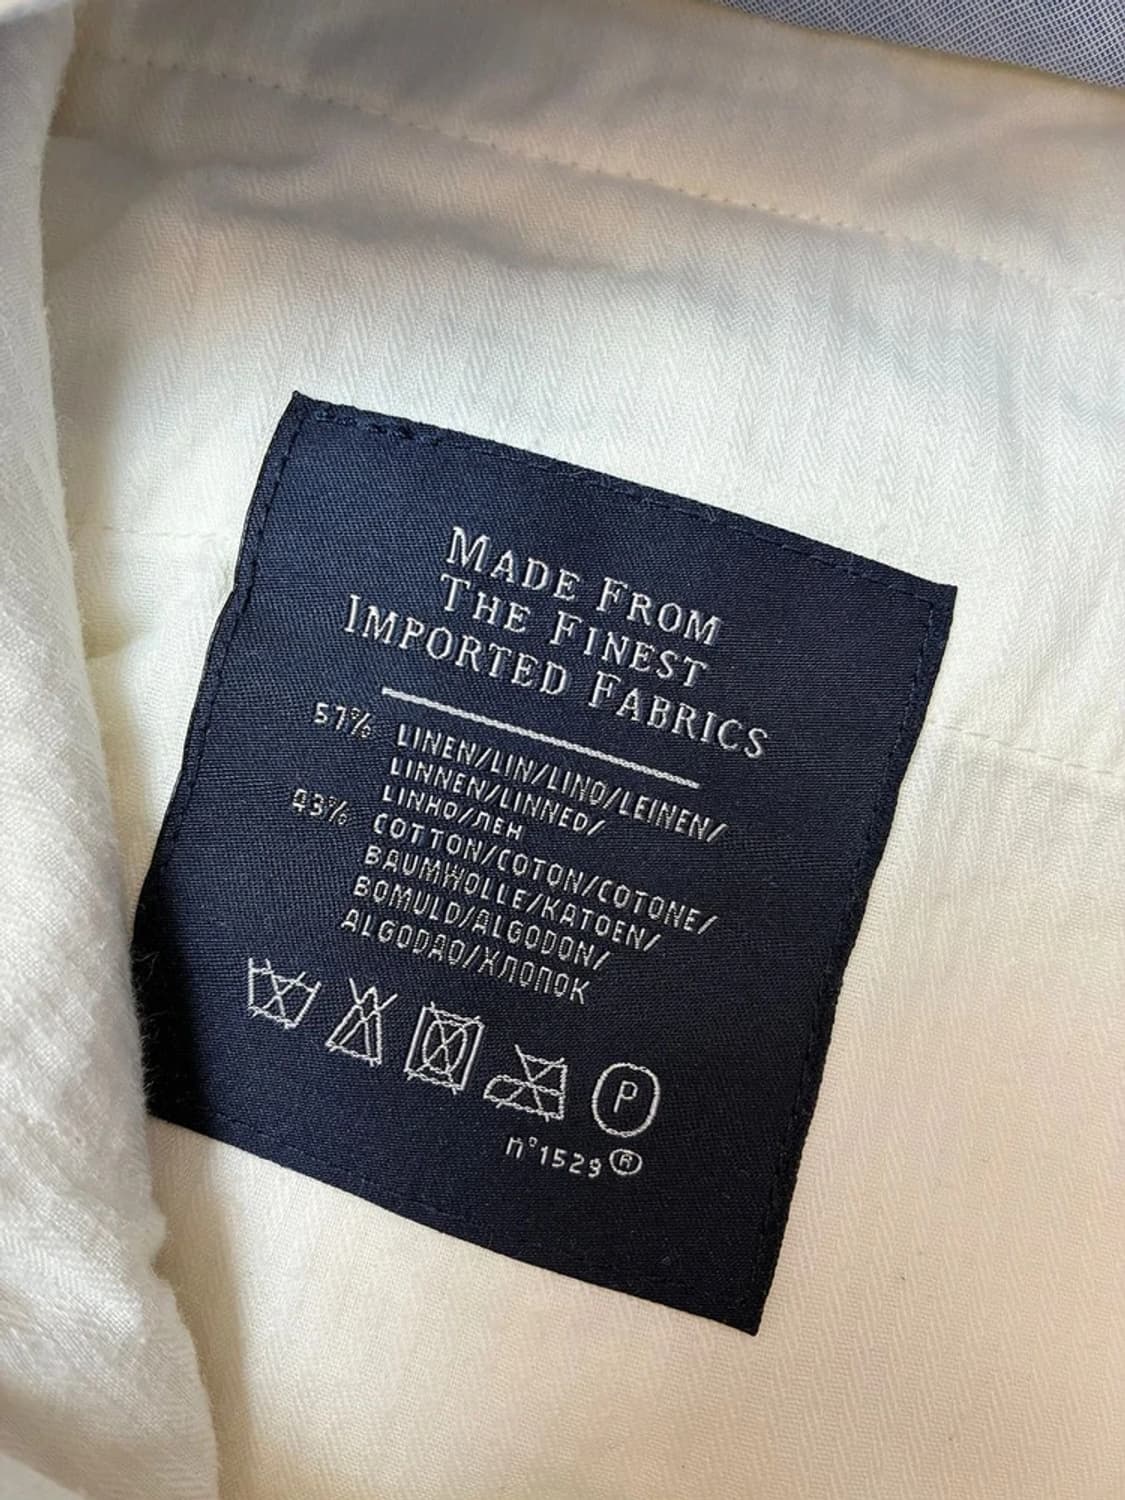 MADE FROM
THE FINEST
IMPORTED FABRICS
57% LINEN/LIN/LINO/LEINEN/
LINNEN/LINNED/
LINHO/ЛЕН
43% COTTON/COTON/COTONE/
BAUMWOLLE/KATOEN/
BOMULD/ALGODON/
ALGODAO/ХЛОПОК
P
n°1529®